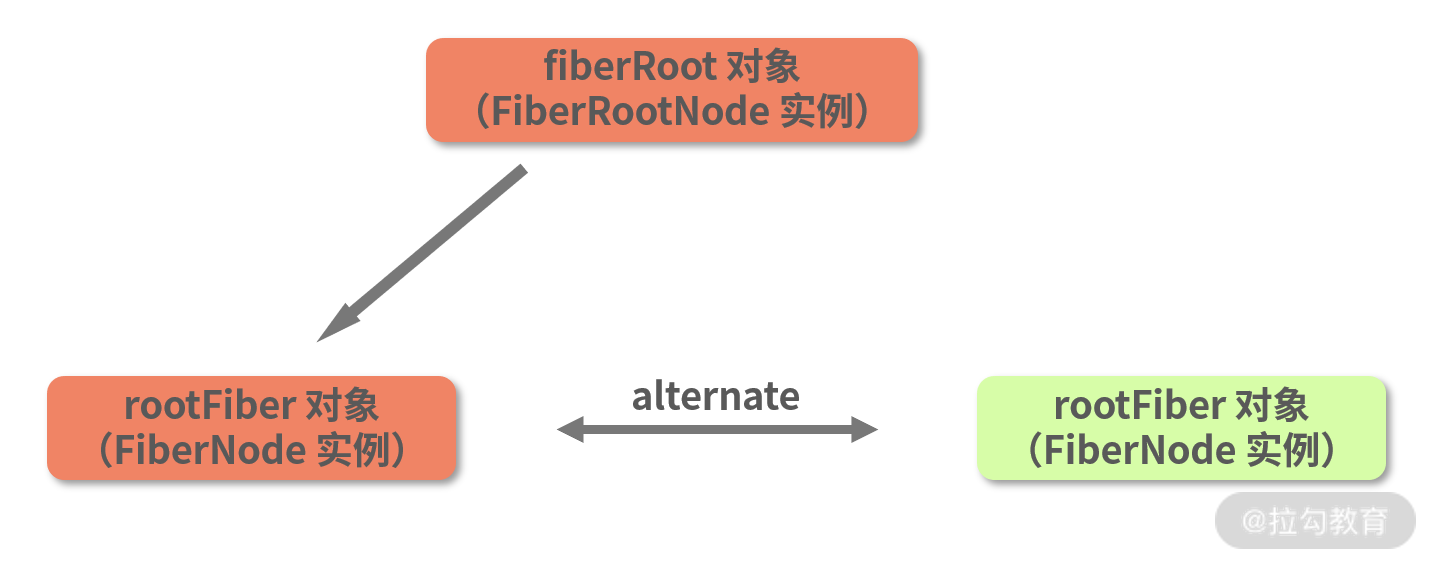 fiberRoot 对象
（FiberRootNode 实例）
rootFiber 对象
（FiberNode 实例）
alternate
rootFiber 对象
（FiberNode 实例）
@拉勾教育